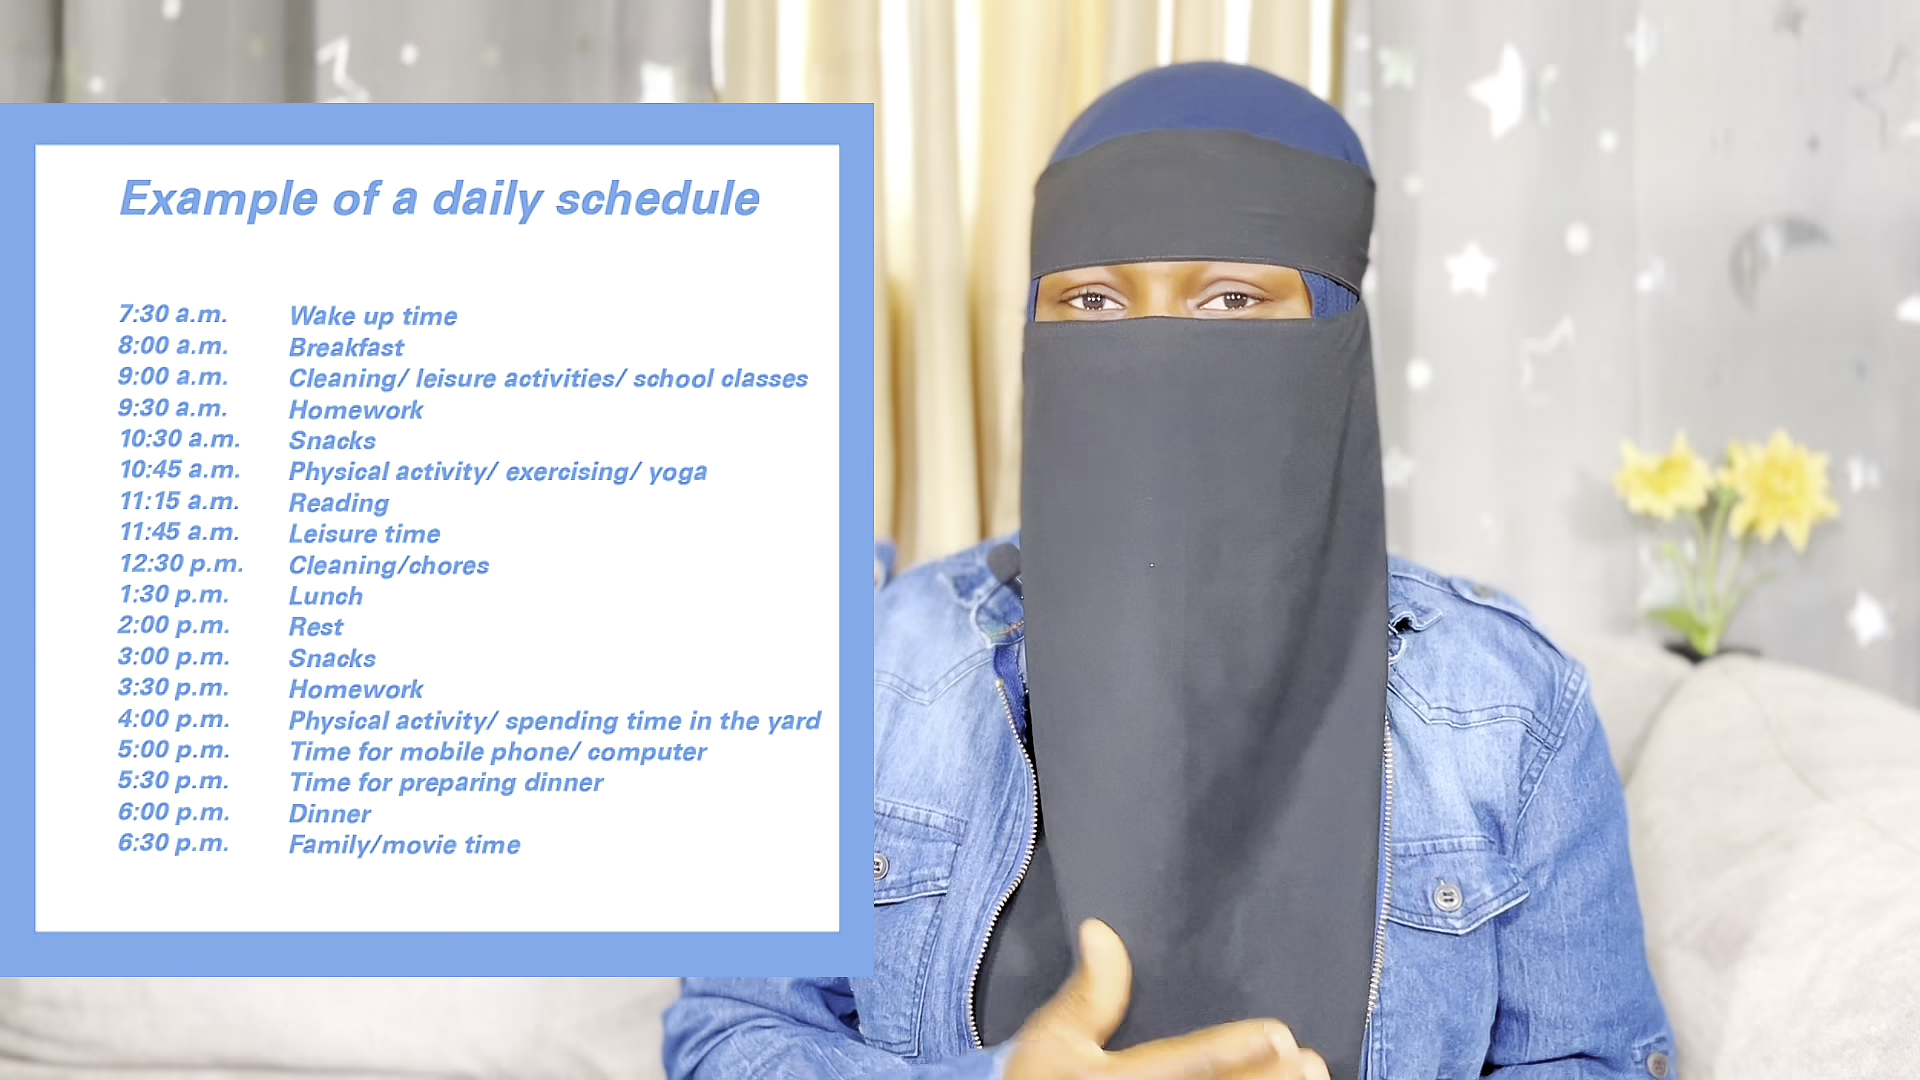 Example of a daily schedule
7:30 a.m. Wake up time
8:00 a.m. Breakfast
9:00 a.m. Cleaning/ leisure activities/ school classes
9:30 a.m. Homework
10:30 a.m. Snacks
10:45 a.m. Physical activity/ exercising/ yoga
11:15 a.m. Reading
11:45 a.m. Leisure time
12:30 p.m. Cleaning/chores
1:30 p.m. Lunch
2:00 p.m. Rest
3:00 p.m. Snacks
3:30 p.m. Homework
4:00 p.m. Physical activity/ spending time in the yard
5:00 p.m. Time for mobile phone/ computer
5:30 p.m. Time for preparing dinner
6:00 p.m. Dinner
6:30 p.m. Family/movie time